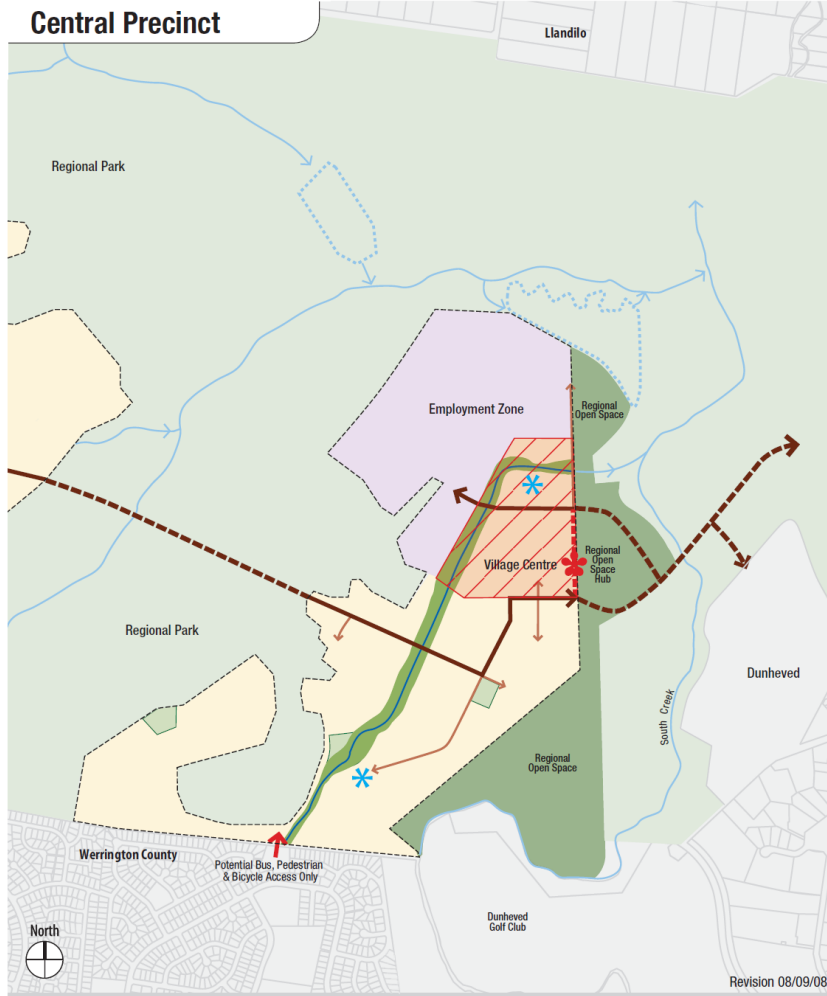 Central Precinct
Llandilo
Regional Park
Employment Zone
Regional
Open Space
Village Centre
Regional
Open
Space
Hub
Regional Park
Dunheved
South Creek
Regional
Open Space
Werrington County
Potential Bus, Pedestrian
& Bicycle Access Only
Dunheved
Golf Club
North
Revision 08/09/08